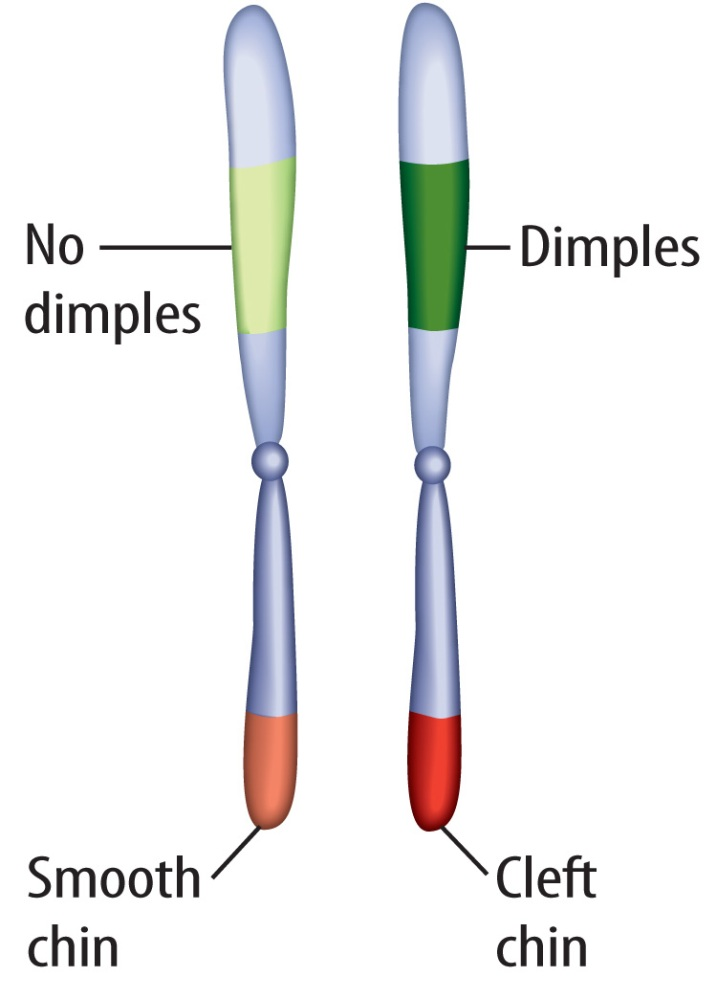 No
dimples
Dimples
Smooth
chin
Cleft
chin